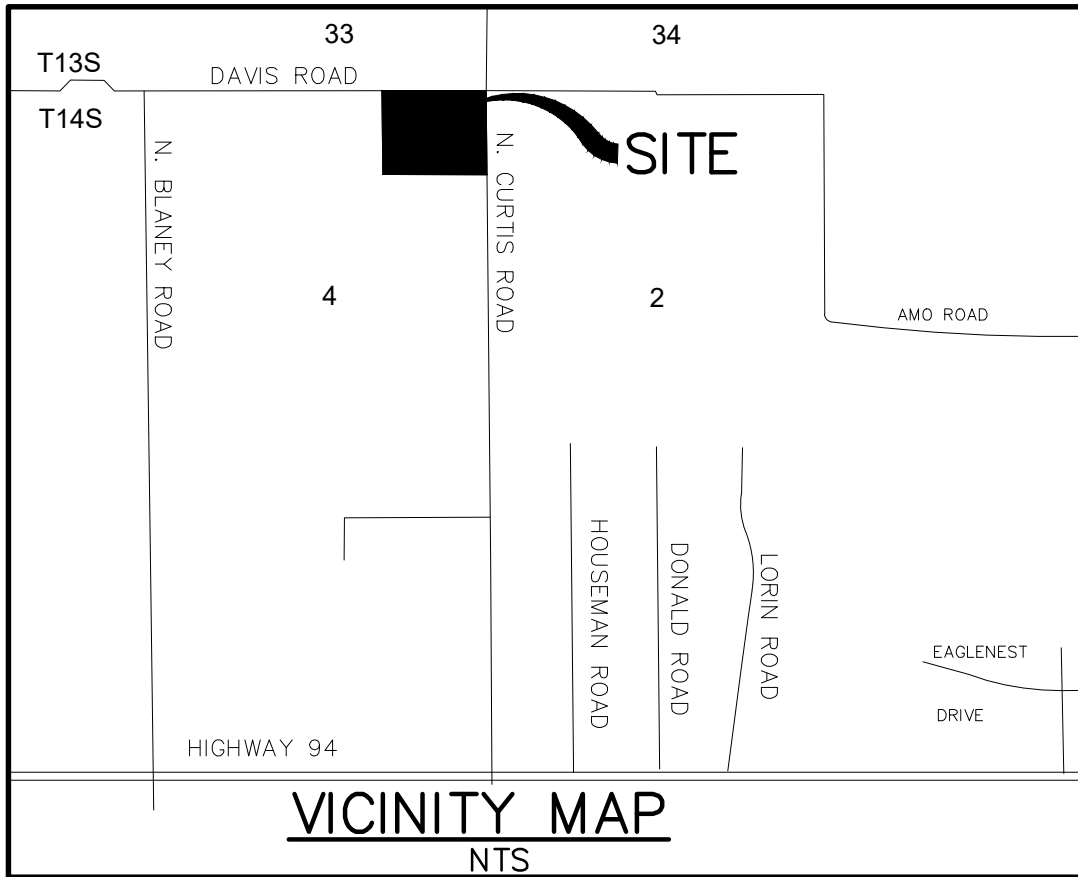 33
34
T13S
DAVIS ROAD
T14S
SITE
N. BLANEY ROAD
N. CURTIS ROAD
4
2
AMO ROAD
HOUSEMAN ROAD
DONALD ROAD
LORIN ROAD
EAGLENEST
DRIVE
HIGHWAY 94
VICINITY MAP
NTS